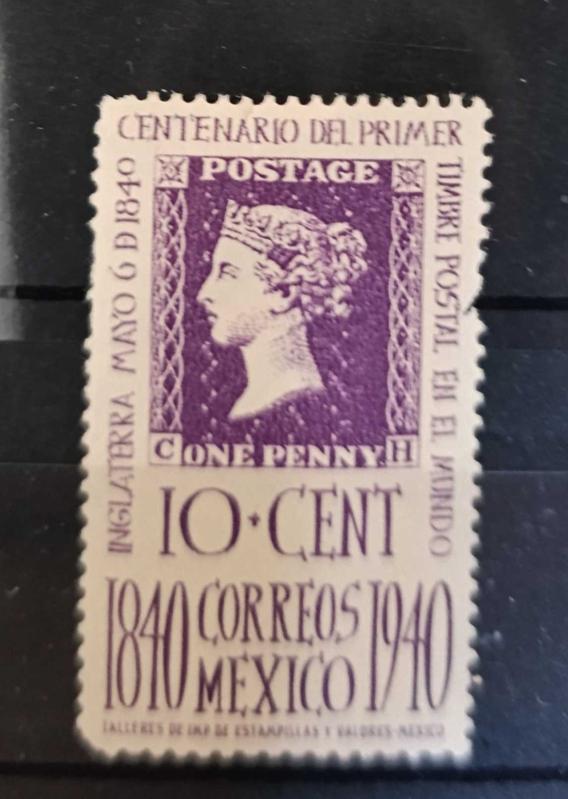 CENTENARIO DEL PRIMER
TIMBRE POSTAL EN EL MUNDO
INGLATERRA MAYO 6 D 1840
POSTAGE
C ONE PENNY. H
10 • CENT
1840 CORREOS 1940
MEXICO
TALLERES DE IMP. DE ESTAMPILLAS Y VALORES-MEXICO